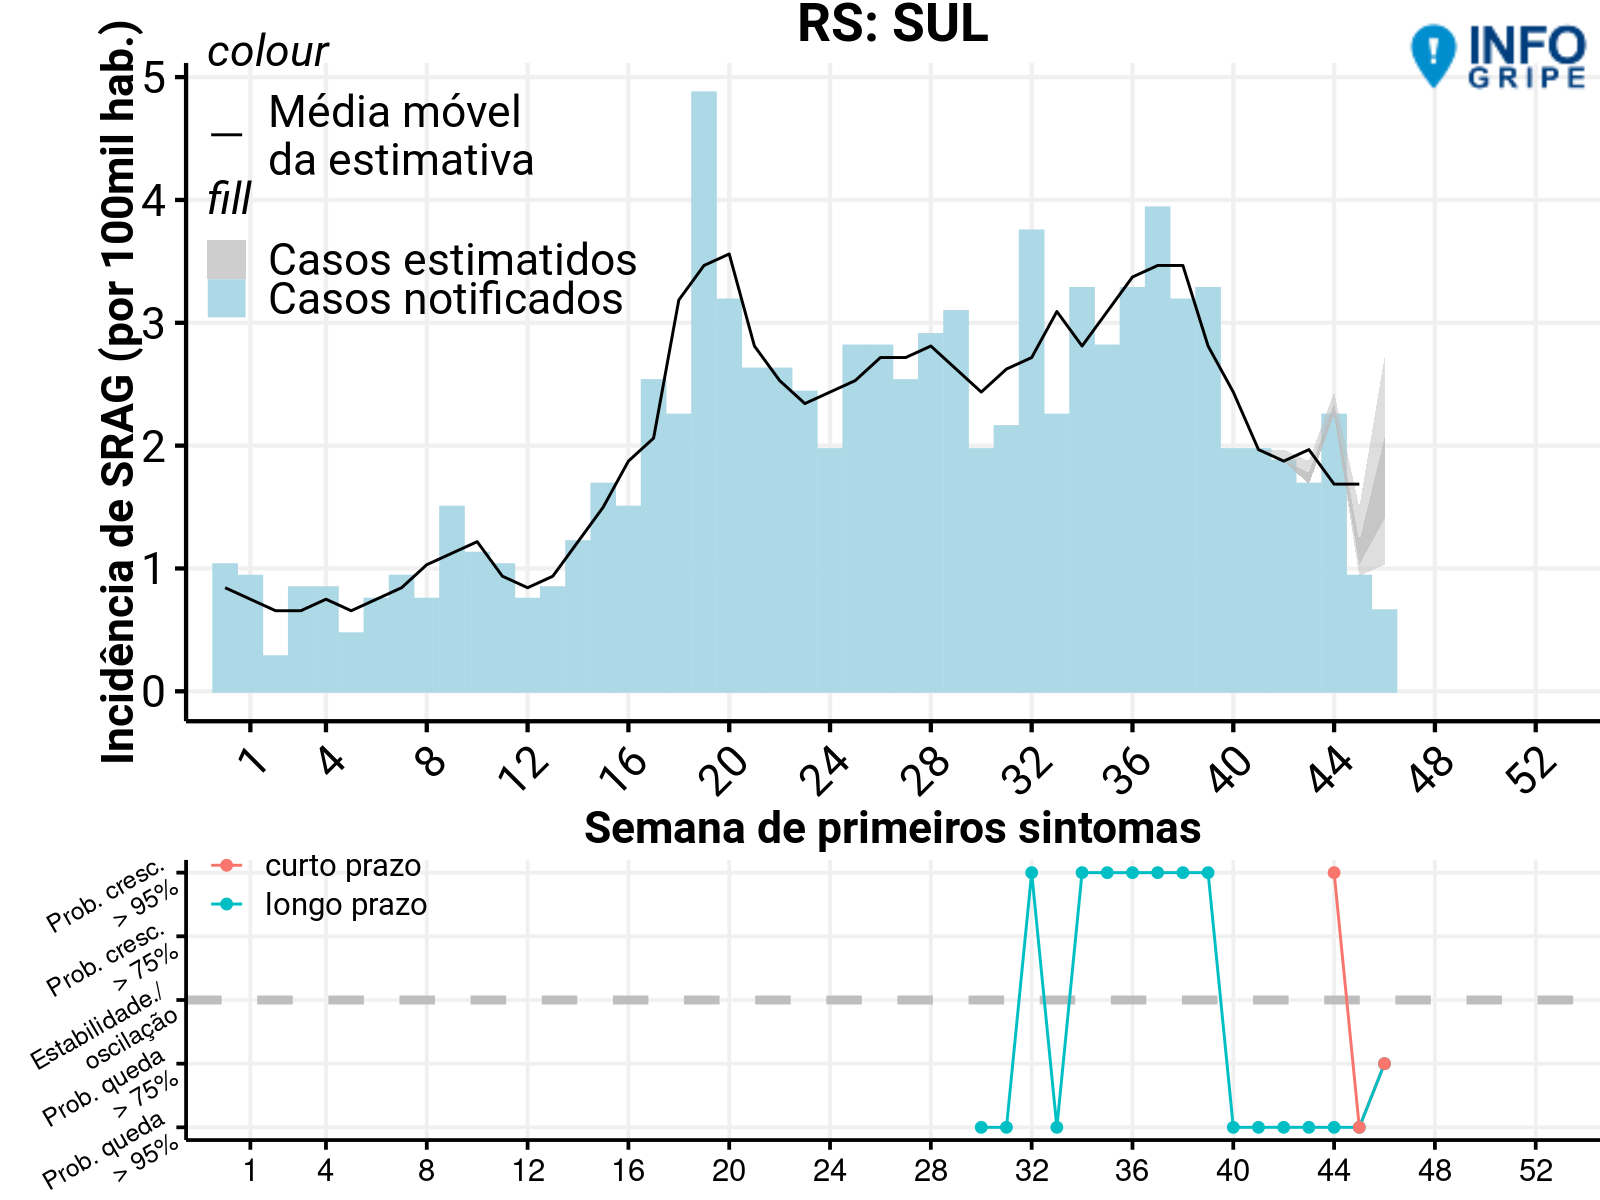 RS: SUL
INFO
GRIPE
colour
Média móvel
da estimativa
fill
Casos estimatidos
Casos notificados
Incidência de SRAG (por 100mil hab.)
5
4
3
2
1
0
1 4 8 12 16 20 24 28 32 36 40 44 48 52
Semana de primeiros sintomas
curto prazo
longo prazo
Prob. cresc.
> 95%
Prob. cresc.
> 75%
Estabilidade./
oscilação
Prob. queda
> 75%
Prob. queda
> 95%
1 4 8 12 16 20 24 28 32 36 40 44 48 52